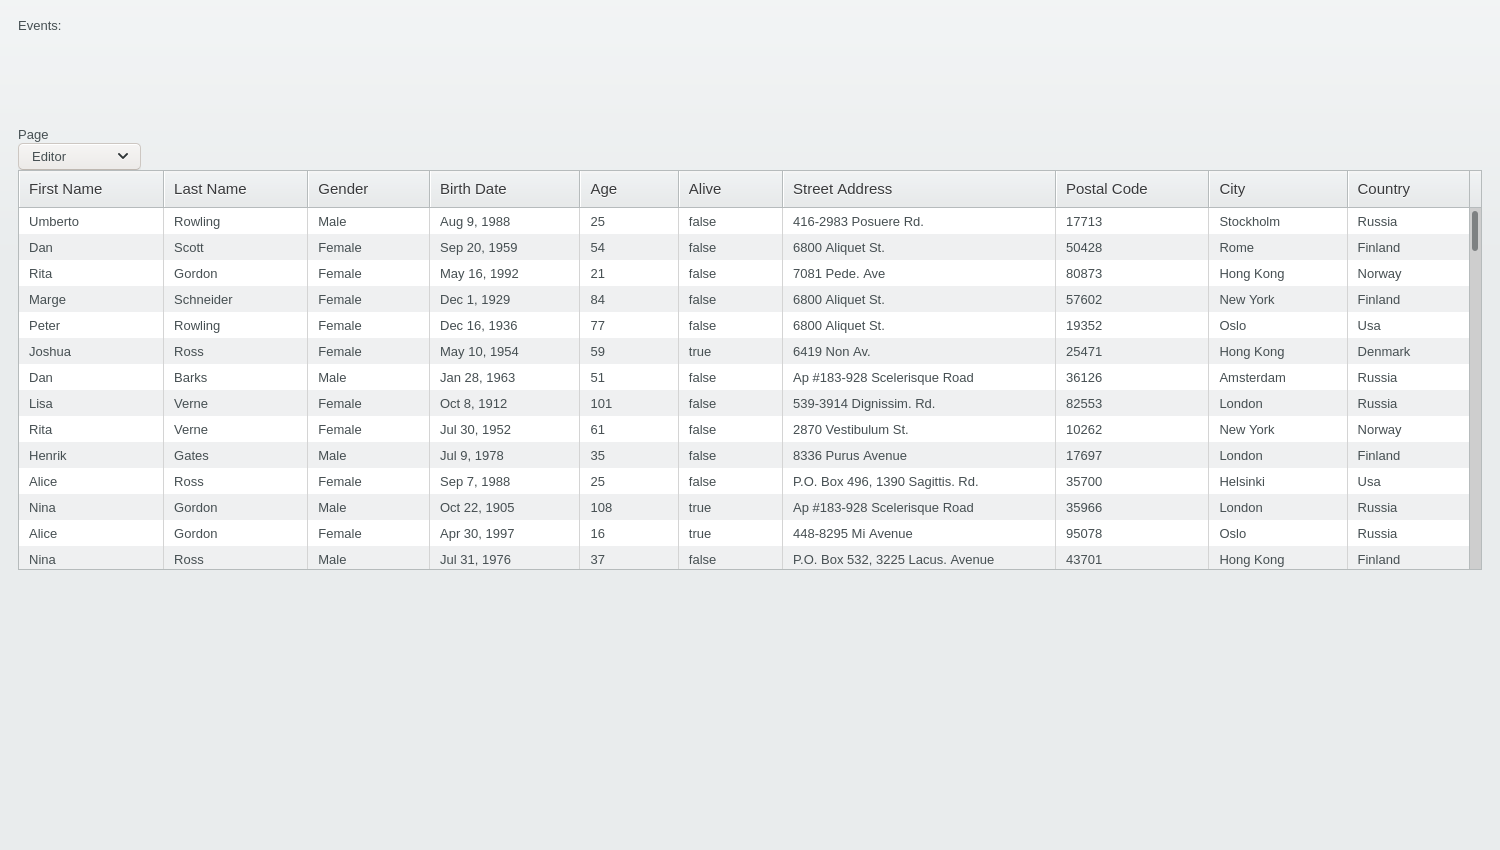 Events:
Page
Editor
First Name Last Name Gender Birth Date Age Alive Street Address Postal Code City Country
Umberto Rowling Male Aug 9, 1988 25 false 416-2983 Posuere Rd. 17713 Stockholm Russia
Dan Scott Female Sep 20, 1959 54 false 6800 Aliquet St. 50428 Rome Finland
Rita Gordon Female May 16, 1992 21 false 7081 Pede. Ave 80873 Hong Kong Norway
Marge Schneider Female Dec 1, 1929 84 false 6800 Aliquet St. 57602 New York Finland
Peter Rowling Female Dec 16, 1936 77 false 6800 Aliquet St. 19352 Oslo Usa
Joshua Ross Female May 10, 1954 59 true 6419 Non Av. 25471 Hong Kong Denmark
Dan Barks Male Jan 28, 1963 51 false Ap #183-928 Scelerisque Road 36126 Amsterdam Russia
Lisa Verne Female Oct 8, 1912 101 false 539-3914 Dignissim. Rd. 82553 London Russia
Rita Verne Female Jul 30, 1952 61 false 2870 Vestibulum St. 10262 New York Norway
Henrik Gates Male Jul 9, 1978 35 false 8336 Purus Avenue 17697 London Finland
Alice Ross Female Sep 7, 1988 25 false P.O. Box 496, 1390 Sagittis. Rd. 35700 Helsinki Usa
Nina Gordon Male Oct 22, 1905 108 true Ap #183-928 Scelerisque Road 35966 London Russia
Alice Gordon Female Apr 30, 1997 16 true 448-8295 Mi Avenue 95078 Oslo Russia
Nina Ross Male Jul 31, 1976 37 false P.O. Box 532, 3225 Lacus. Avenue 43701 Hong Kong Finland